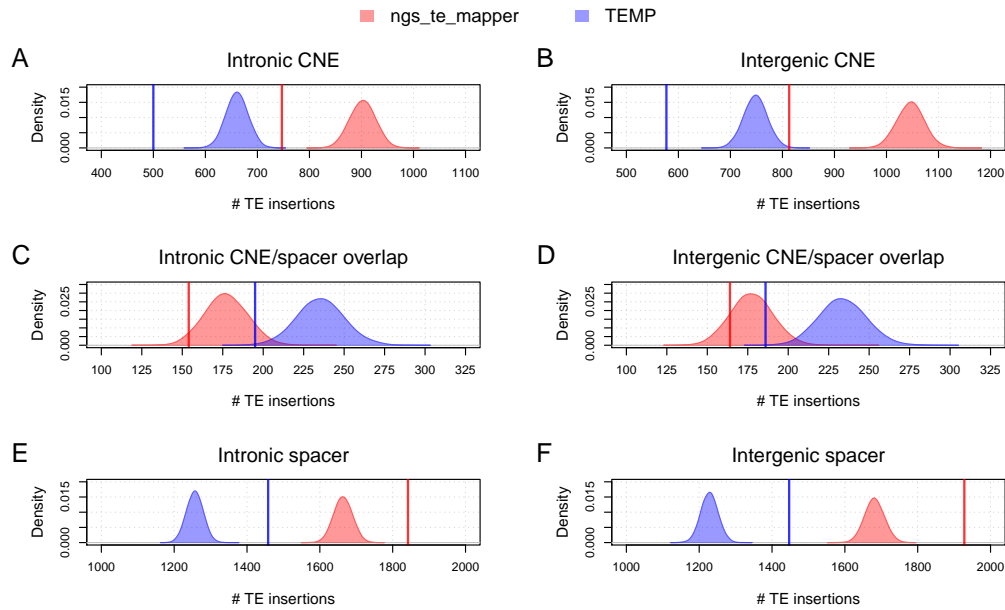 ngs_te_mapper TEMP
A Intronic CNE
Density
0.000 0.015
400 500 600 700 800 900 1000 1100
# TE insertions
B Intergenic CNE
Density
0.000 0.015
500 600 700 800 900 1000 1100 1200
# TE insertions
C Intronic CNE/spacer overlap
Density
0.000 0.025
100 125 150 175 200 225 250 275 300 325
# TE insertions
D Intergenic CNE/spacer overlap
Density
0.000 0.025
100 125 150 175 200 225 250 275 300 325
# TE insertions
E Intronic spacer
Density
0.000 0.015
1000 1200 1400 1600 1800 2000
# TE insertions
F Intergenic spacer
Density
0.000 0.015
1000 1200 1400 1600 1800 2000
# TE insertions